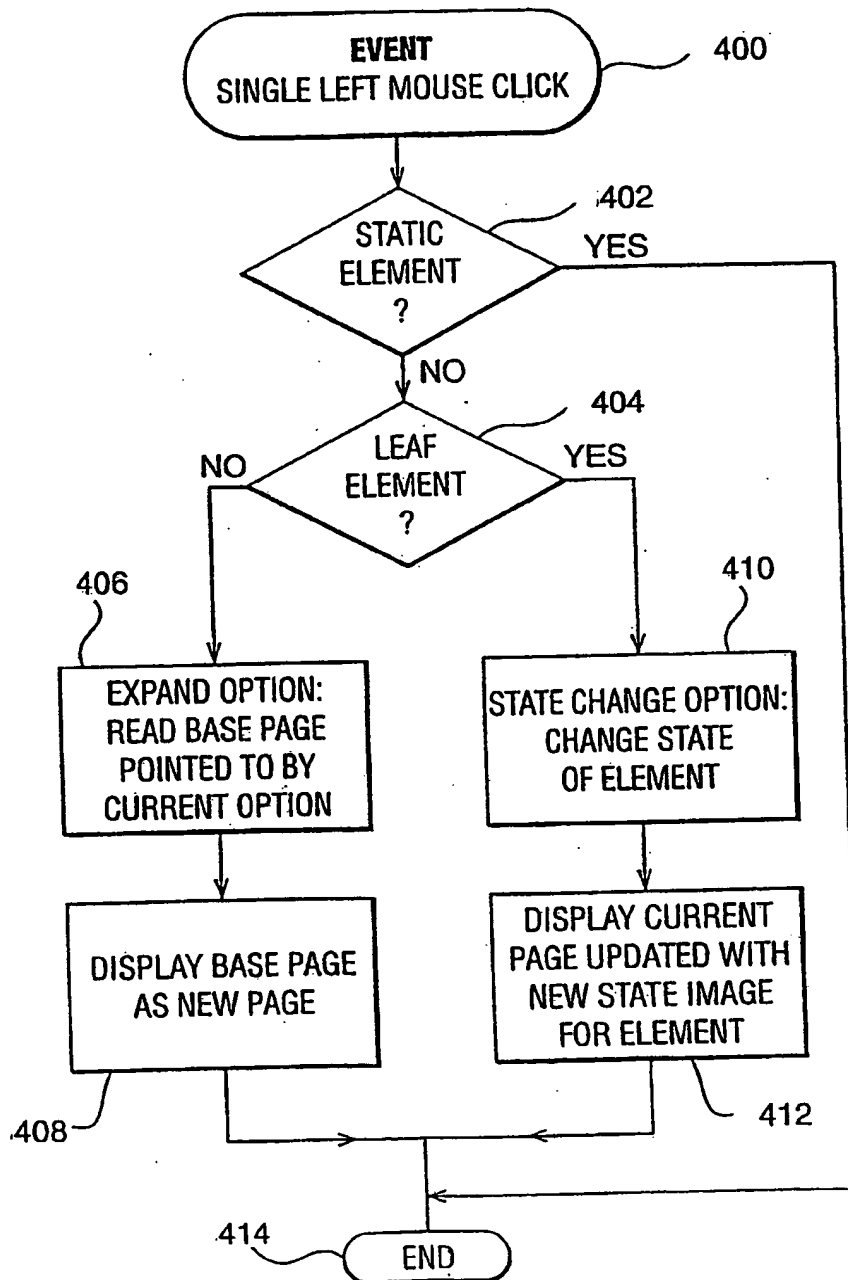 EVENT
SINGLE LEFT MOUSE CLICK
400
402
STATIC
ELEMENT
?
YES
NO
404
LEAF
ELEMENT
?
NO
YES
406
410
EXPAND OPTION:
READ BASE PAGE
POINTED TO BY
CURRENT OPTION
STATE CHANGE OPTION:
CHANGE STATE
OF ELEMENT
DISPLAY BASE PAGE
AS NEW PAGE
DISPLAY CURRENT
PAGE UPDATED WITH
NEW STATE IMAGE
FOR ELEMENT
408
412
414
END